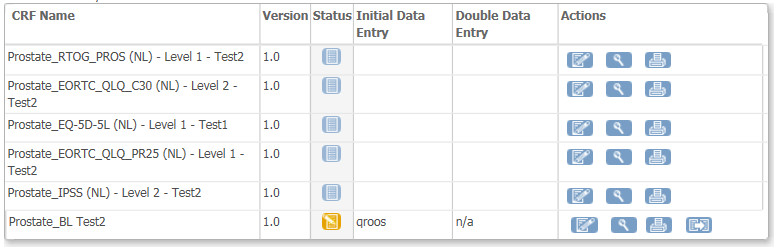 CRF Name Version Status Initial Data Entry Double Data Entry Actions
Prostate_RTOG_PROS (NL) - Level 1 - Test2 1.0
Prostate_EORTC_QLQ_C30 (NL) - Level 2 -
Test2 1.0
Prostate_EQ-5D-5L (NL) - Level 1 - Test1 1.0
Prostate_EORTC_QLQ_PR25 (NL) - Level 1 -
Test2 1.0
Prostate_IPSS (NL) - Level 2 - Test2 1.0
Prostate_BL Test2 1.0 qroos n/a